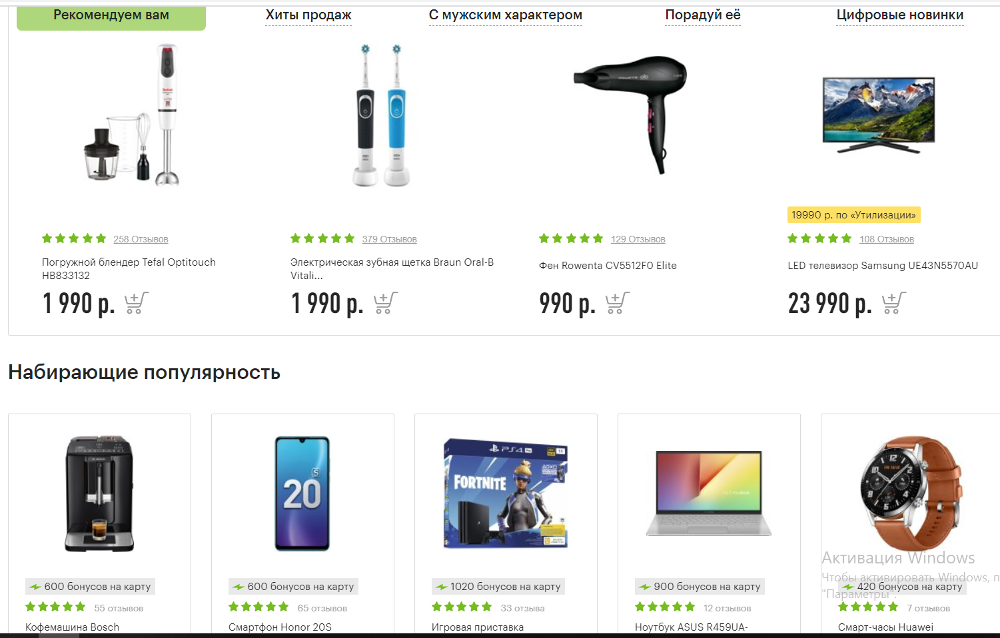 Рекомендуем вам
Хиты продаж
С мужским характером
Порадуй её
Цифровые новинки
19990 р. по «Утилизации»
258 Отзывов
379 Отзывов
129 Отзывов
108 Отзывов
Погружной блендер Tefal Optitouch
HB833132
Электрическая зубная щетка Braun Oral-B
Vitali...
Фен Rowenta CV5512F0 Elite
LED телевизор Samsung UE43N5570AU
1 990 р.
1 990 р.
990 р.
23 990 р.
Набирающие популярность
S
20
PS4
FORTNITE
Активация Windows
Чтобы активировать Windows, п
"Параметры".
600 бонусов на карту
600 бонусов на карту
1020 бонусов на карту
900 бонусов на карту
420 бонусов на карту
55 отзывов
65 отзывов
33 отзыва
12 отзывов
7 отзывов
Кофемашина Bosch
Смартфон Honor 20S
Игровая приставка
Ноутбук ASUS R459UA-
Смарт-часы Huawei